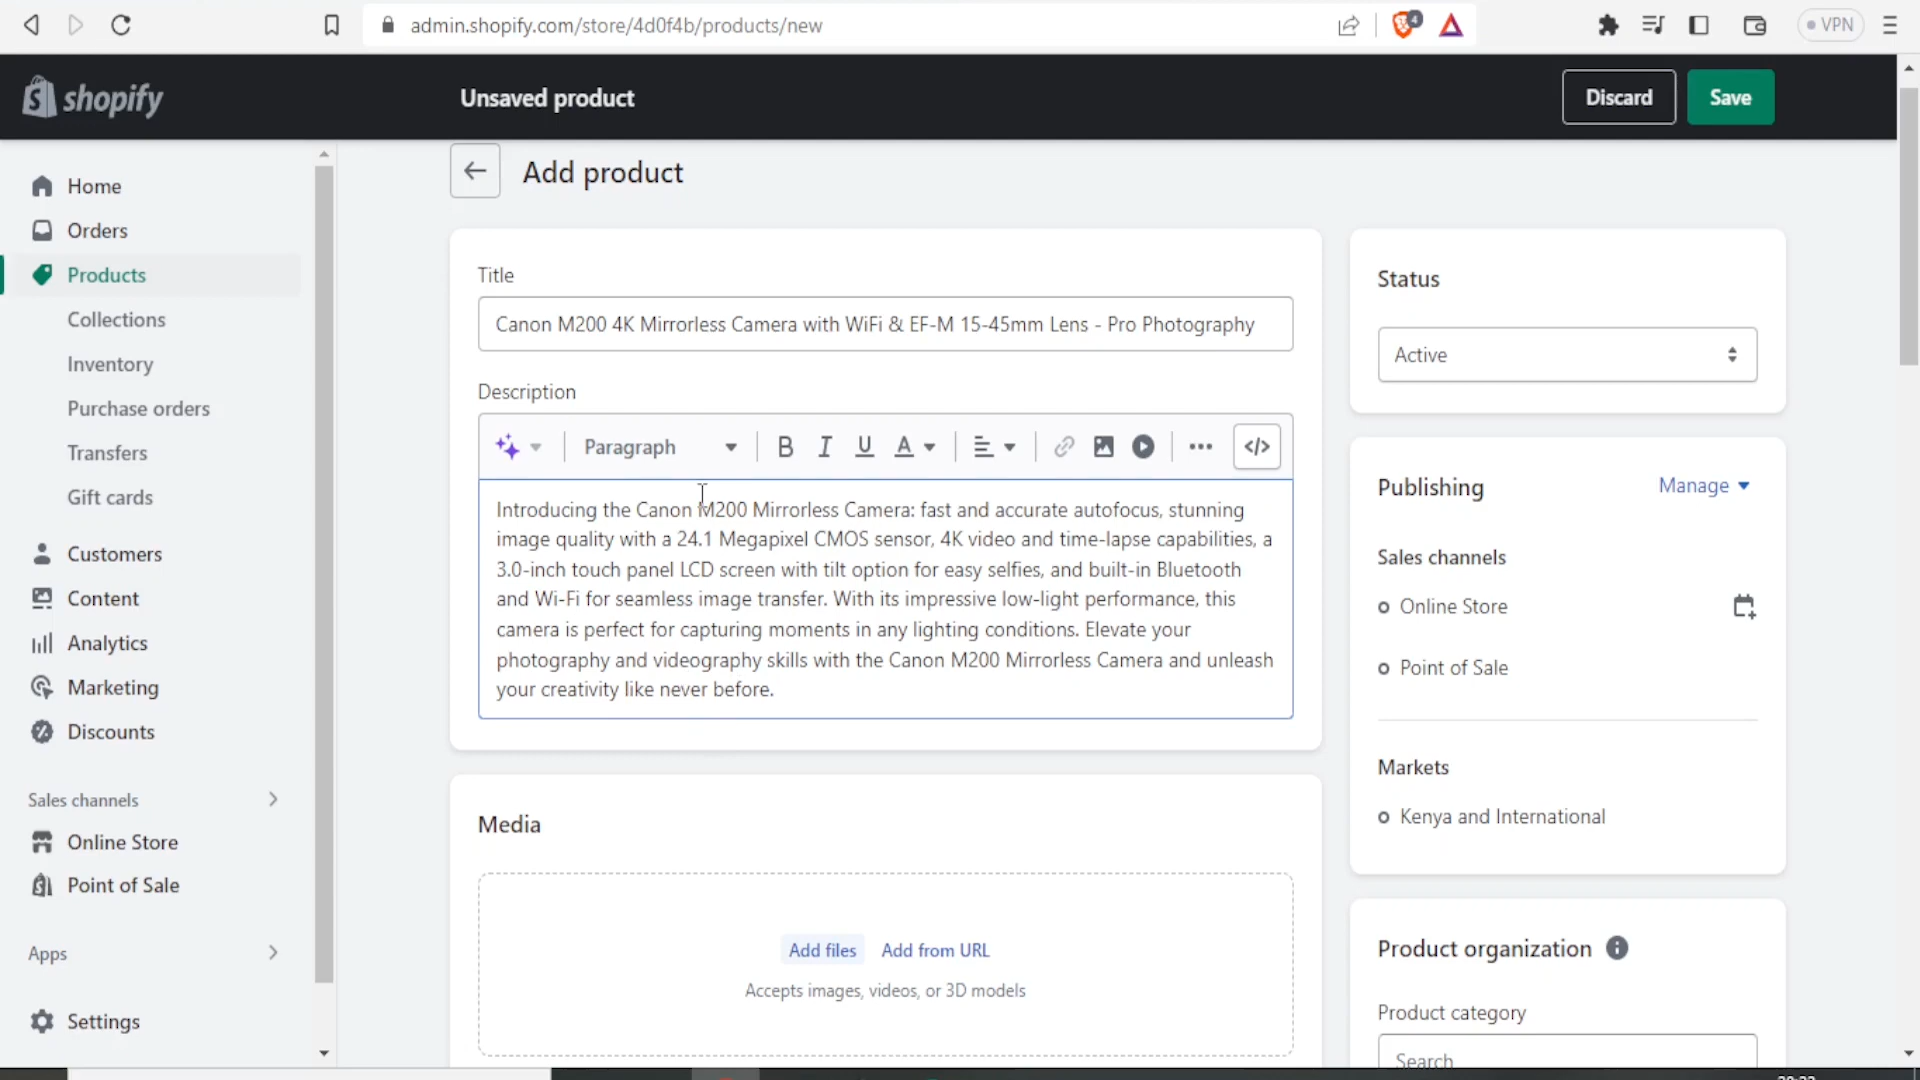 admin.shopify.com/store/4d0f4b/products/new
4
VPN
shopify
Unsaved product
Discard
Save
Home
Orders
Products
Collections
Inventory
Purchase orders
Transfers
Gift cards
Customers
Content
Analytics
Marketing
Discounts
Sales channels
Online Store
Point of Sale
Apps
Settings
Add product
Title
Canon M200 4K Mirrorless Camera with WiFi & EF-M 15-45mm Lens - Pro Photography
Description
Paragraph
B I U A
Introducing the Canon M200 Mirrorless Camera: fast and accurate autofocus, stunning
image quality with a 24.1 Megapixel CMOS sensor, 4K video and time-lapse capabilities, a
3.0-inch touch panel LCD screen with tilt option for easy selfies, and built-in Bluetooth
and Wi-Fi for seamless image transfer. With its impressive low-light performance, this
camera is perfect for capturing moments in any lighting conditions. Elevate your
photography and videography skills with the Canon M200 Mirrorless Camera and unleash
your creativity like never before.
Media
Add files Add from URL
Accepts images, videos, or 3D models
Status
Active
Publishing
Manage
Sales channels
Online Store
Point of Sale
Markets
Kenya and International
Product organization
Product category
Search